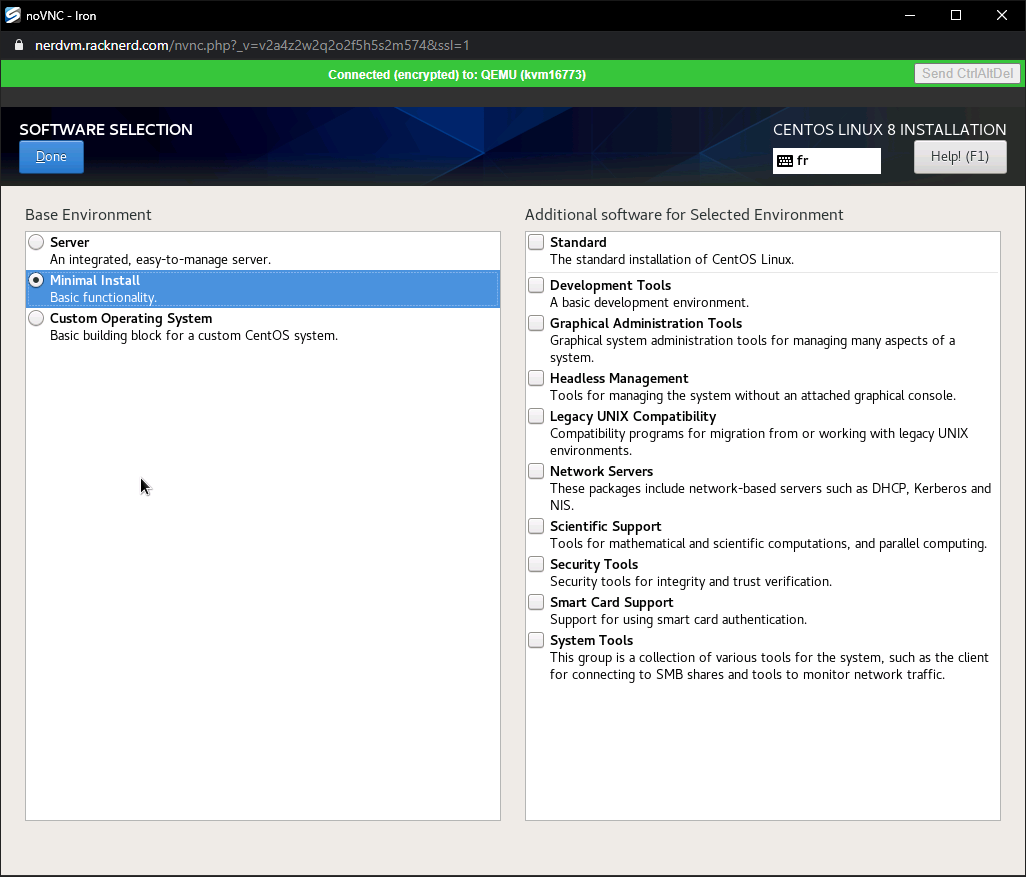 noVNC - Iron
nerdvm.racknerd.com/nvnc.php?_v=v2a4z2w2q2o2f5h5s2m574&ssl=1
Connected (encrypted) to: QEMU (kvm16773)
Send CtrlAltDel
SOFTWARE SELECTION
CENTOS LINUX 8 INSTALLATION
Done
fr
Help! (F1)
Base Environment
Server
An integrated, easy-to-manage server.
Minimal Install
Basic functionality.
Custom Operating System
Basic building block for a custom CentOS system.
Additional software for Selected Environment
Standard
The standard installation of CentOS Linux.
Development Tools
A basic development environment.
Graphical Administration Tools
Graphical system administration tools for managing many aspects of a
system.
Headless Management
Tools for managing the system without an attached graphical console.
Legacy UNIX Compatibility
Compatibility programs for migration from or working with legacy UNIX
environments.
Network Servers
These packages include network-based servers such as DHCP, Kerberos and
NIS.
Scientific Support
Tools for mathematical and scientific computations, and parallel computing.
Security Tools
Security tools for integrity and trust verification.
Smart Card Support
Support for using smart card authentication.
System Tools
This group is a collection of various tools for the system, such as the client
for connecting to SMB shares and tools to monitor network traffic.